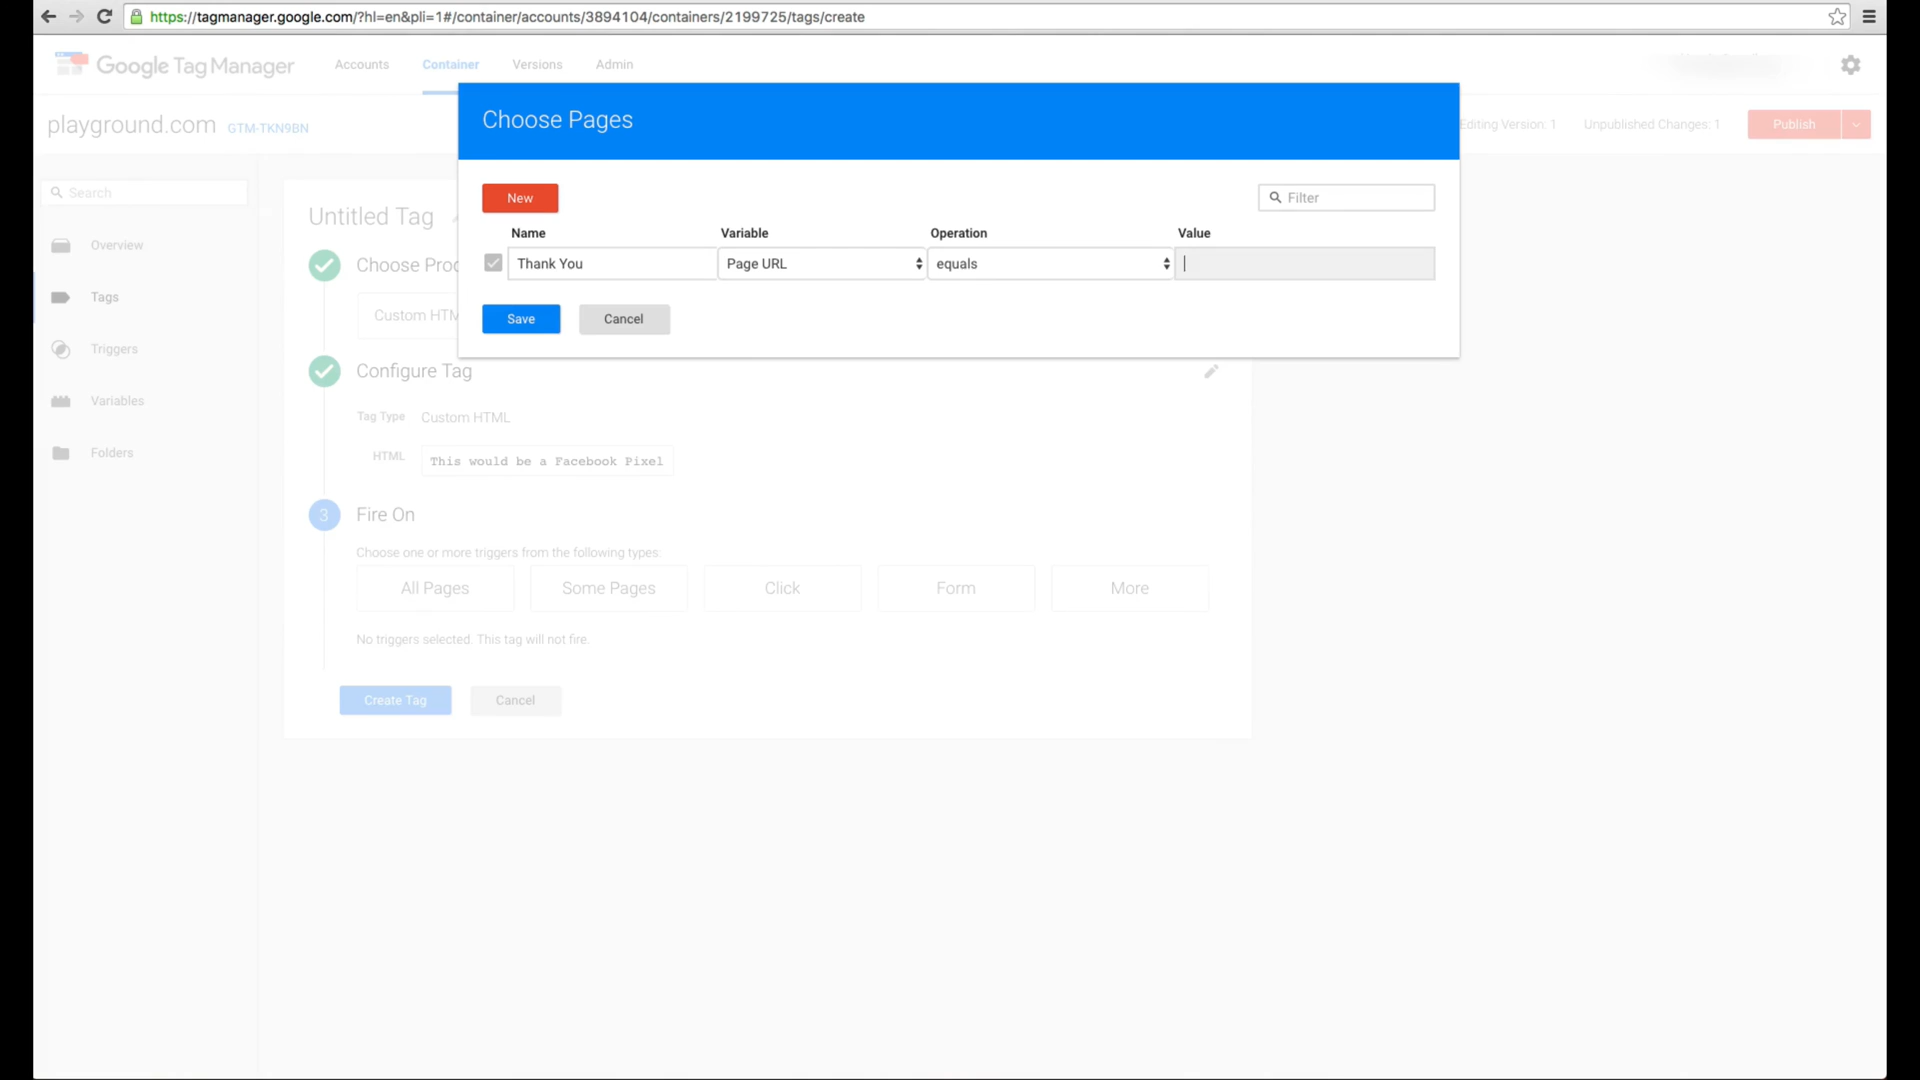 https://tagmanager.google.com/?hl=en&pli=1#/container/accounts/3894104/containers/2199725/tags/create
Google Tag Manager
Accounts
Container
Versions
Admin
playground.com
GTM-TKN9BN
Editing Version: 1
Unpublished Changes: 1
Publish
Choose Pages
New
Filter
Name
Variable
Operation
Value
Thank You
Page URL
equals
Save
Cancel
Search
Overview
Tags
Triggers
Variables
Folders
Untitled Tag
Choose Proc
Custom HTM
Configure Tag
Tag Type
Custom HTML
HTML
This would be a Facebook Pixel
3
Fire On
Choose one or more triggers from the following types:
All Pages
Some Pages
Click
Form
More
No triggers selected. This tag will not fire.
Create Tag
Cancel